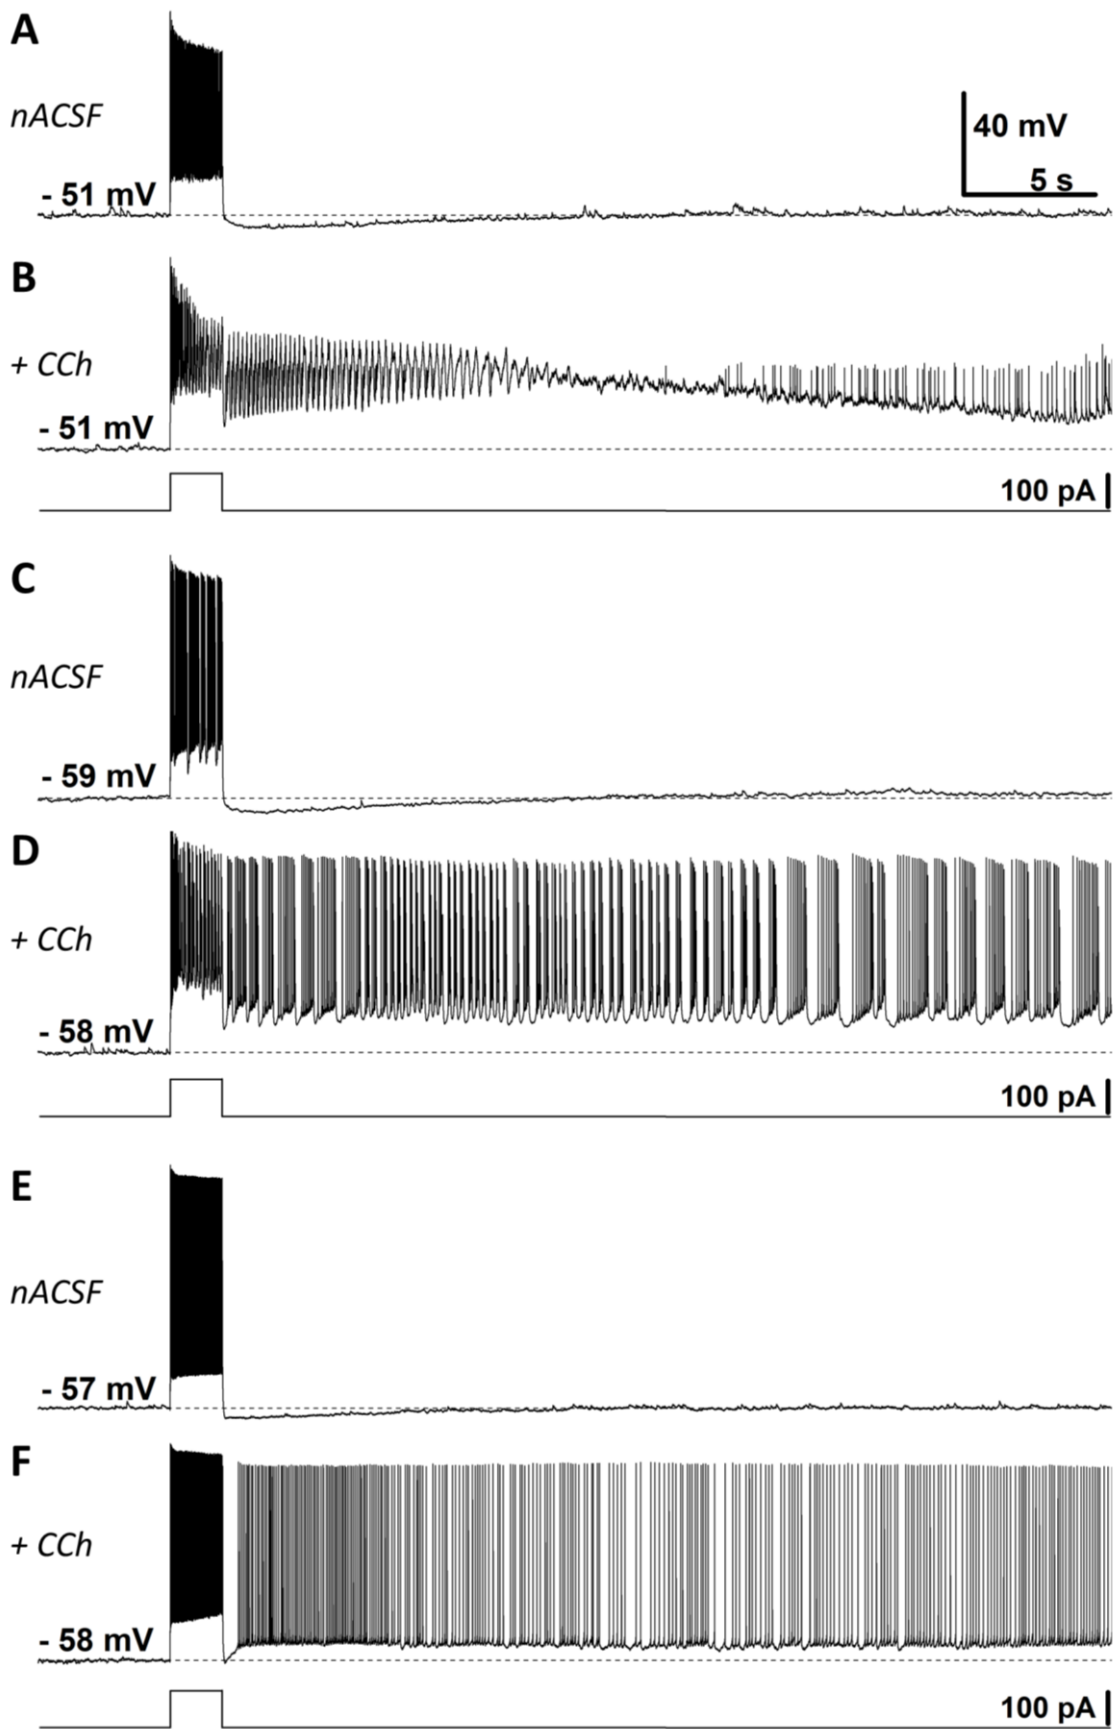 A
nACSF
40 mV
5 s
- 51 mV
B
+ CCh
- 51 mV
100 pA
C
nACSF
- 59 mV
D
+ CCh
- 58 mV
100 pA
E
nACSF
- 57 mV
F
+ CCh
- 58 mV
100 pA